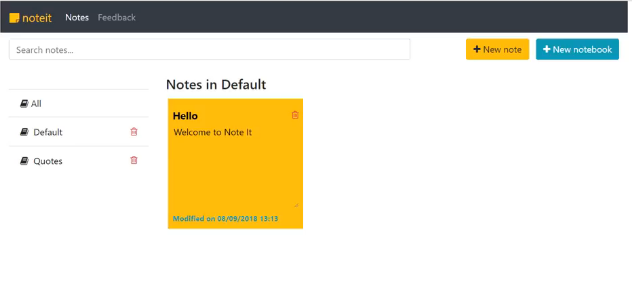 noteit Notes Feedback
Search notes...
+ New note + New notebook
Notes in Default
All
Default
Quotes
Hello
Welcome to Note It
Modified on 08/09/2018 13:13